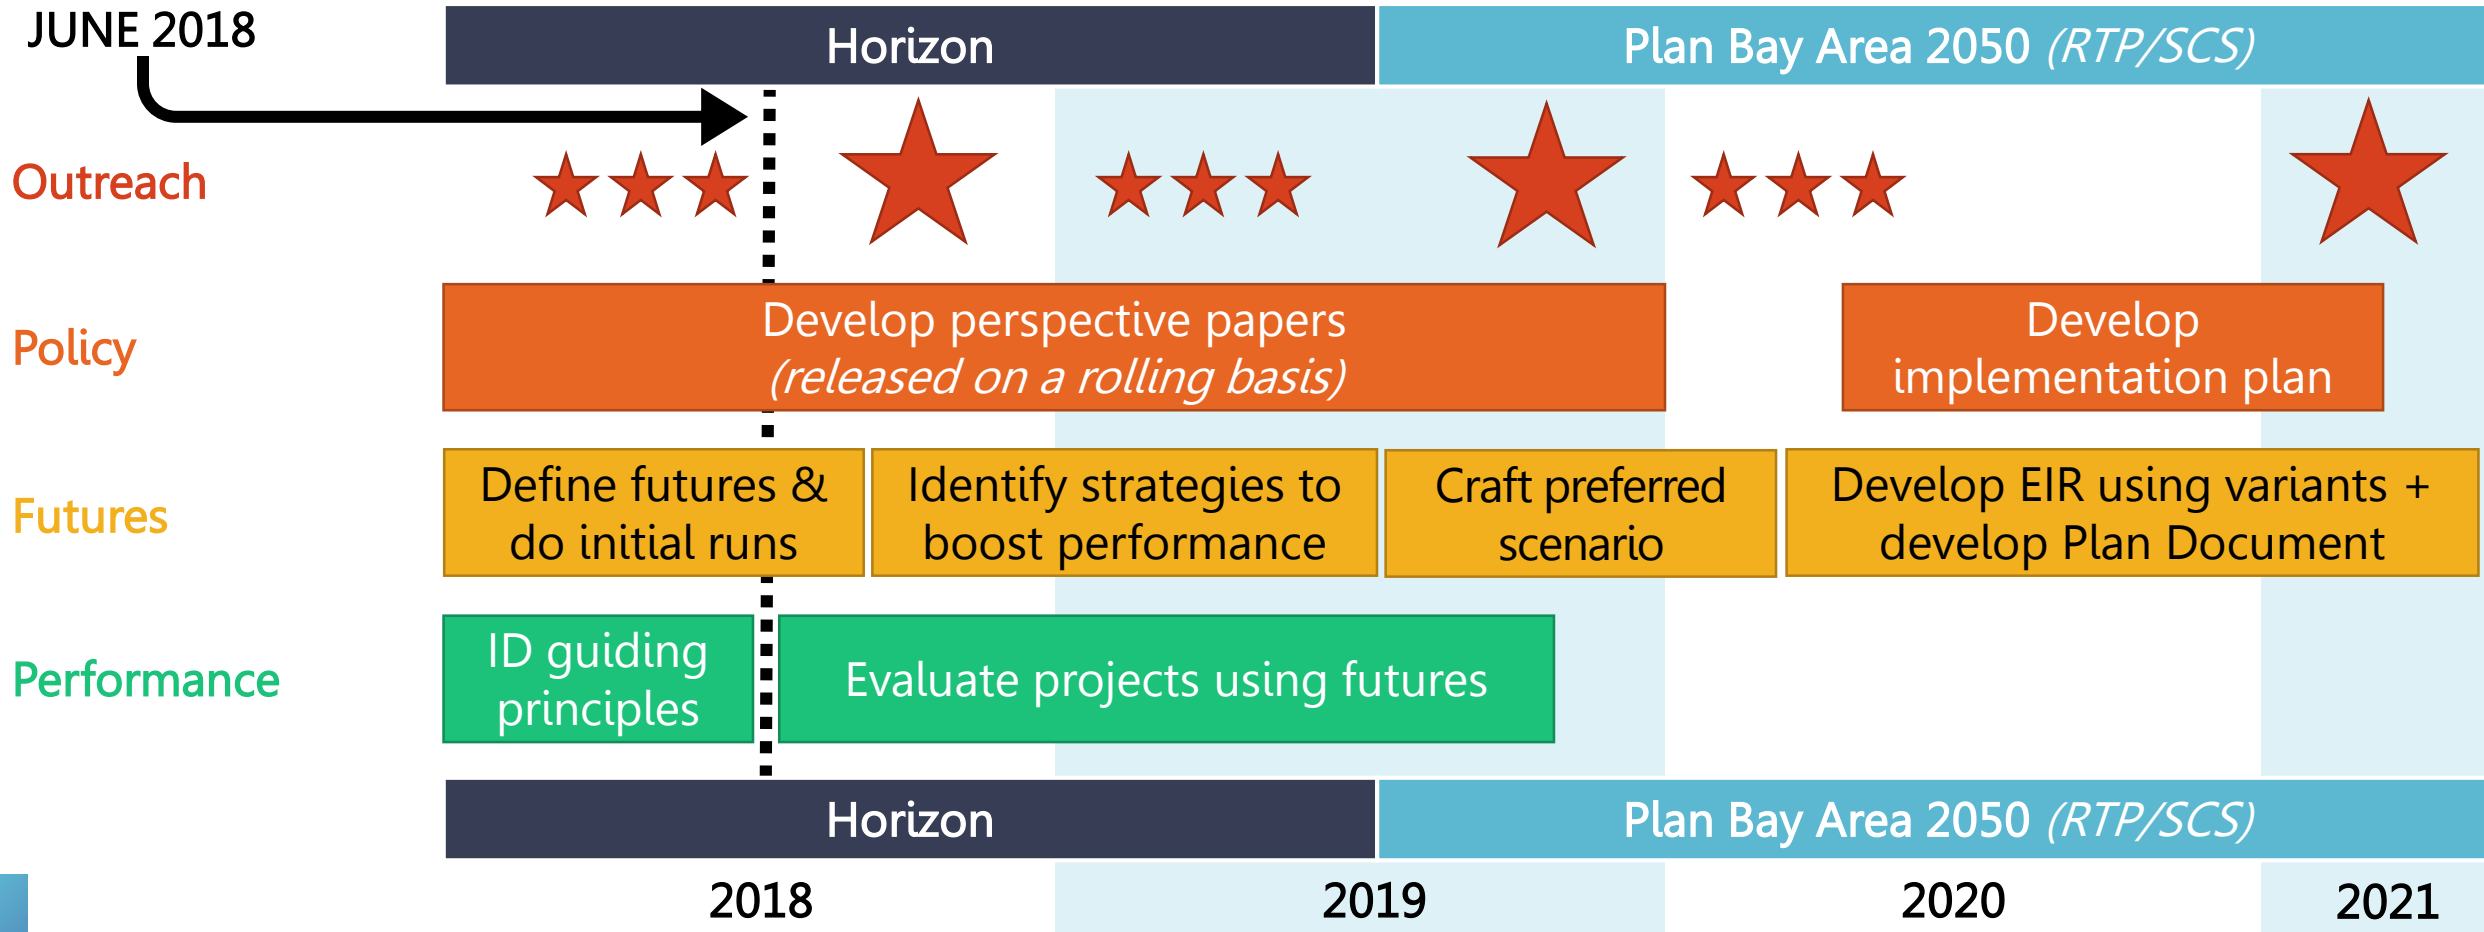 JUNE 2018
Horizon
Plan Bay Area 2050 (RTP/SCS)
Outreach
Policy
Develop perspective papers
(released on a rolling basis)
Develop
implementation plan
Futures
Define futures &
do initial runs
Identify strategies to
boost performance
Craft preferred
scenario
Develop EIR using variants +
develop Plan Document
Performance
ID guiding
principles
Evaluate projects using futures
Horizon
Plan Bay Area 2050 (RTP/SCS)
2018
2019
2020
2021